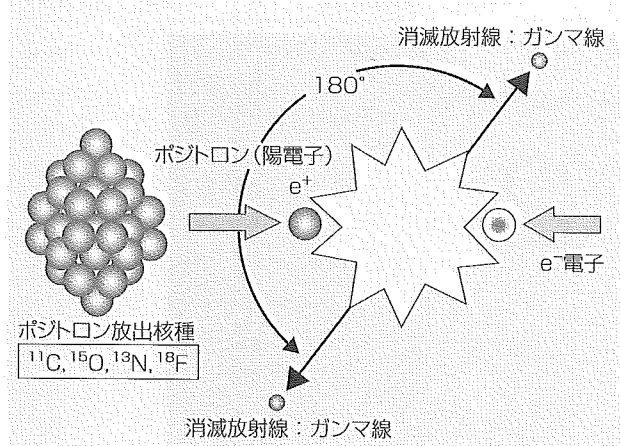 消滅放射線：ガンマ線
180°
ポジトロン(陽電子)
e⁺
e⁻電子
ポジトロン放出核種
¹¹C, ¹⁵O, ¹³N, ¹⁸F
消滅放射線：ガンマ線